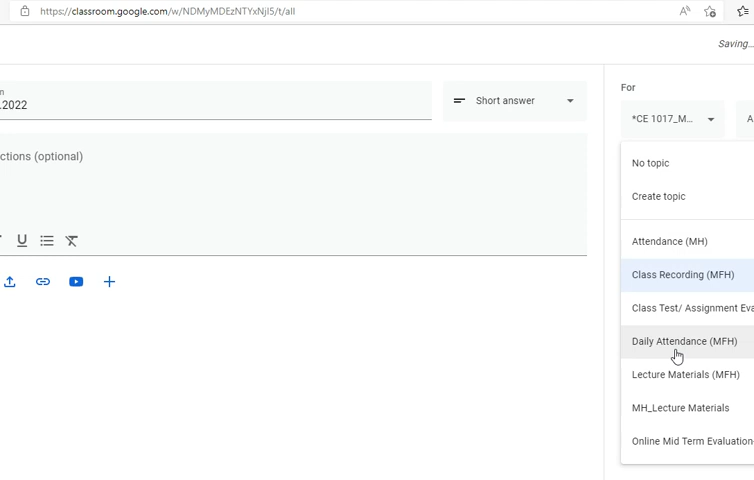 https://classroom.google.com/w/NDMyMDEzNTYxNjI5/t/all
Saving...
n
.2022
Short answer
For
*CE 1017_M...
A
ctions (optional)
No topic
Create topic
Attendance (MH)
Class Recording (MFH)
Class Test/ Assignment Eva
Daily Attendance (MFH)
Lecture Materials (MFH)
MH_Lecture Materials
Online Mid Term Evaluation